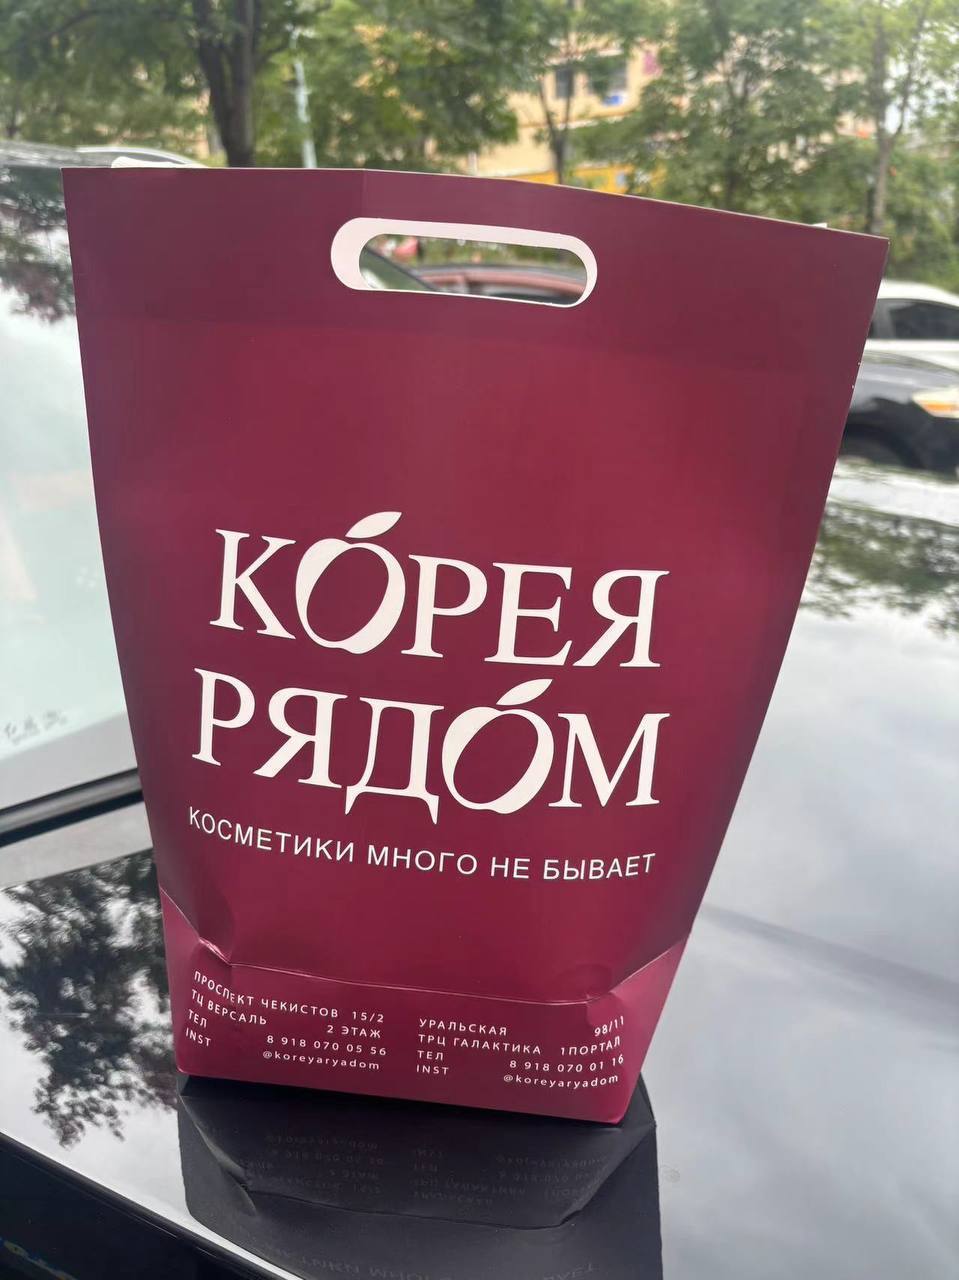 КОРЕЯ
РЯДОМ
КОСМЕТИКИ МНОГО НЕ БЫВАЕТ
ПРОСПЕКТ ЧЕКИСТОВ 15/2
ТЦ ВЕРСАЛЬ 2 ЭТАЖ
ТЕЛ 8 918 070 05 56
INST @koreyaryadom
УРАЛЬСКАЯ 98/11
ТРЦ ГАЛАКТИКА 1ПОРТАЛ
ТЕЛ 8 918 070 01 16
INST @koreyaryadom